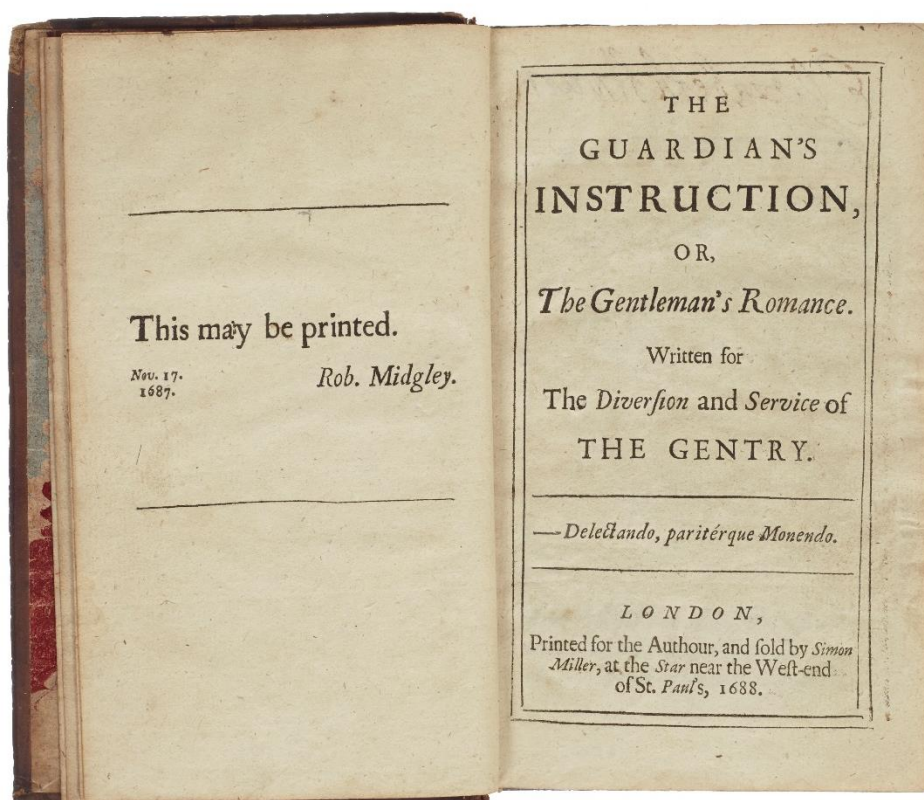 This may be printed.
Nov. 17.
1687.
Rob. Midgley.
THE
GUARDIAN'S
INSTRUCTION,
OR,
The Gentleman's Romance.
Written for
The Diverſion and Service of
THE GENTRY.
—Delectando, paritérque Monendo.
LONDON,
Printed for the Authour, and ſold by Simon
Miller, at the Star near the Weſt-end
of St. Paul's, 1688.